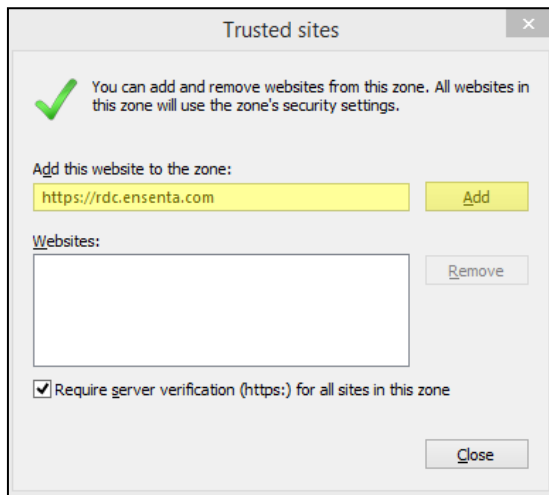 Trusted sites
You can add and remove websites from this zone. All websites in
this zone will use the zone's security settings.
Add this website to the zone:
https://rdc.ensenta.com
Add
Websites:
Remove
Require server verification (https:) for all sites in this zone
Close